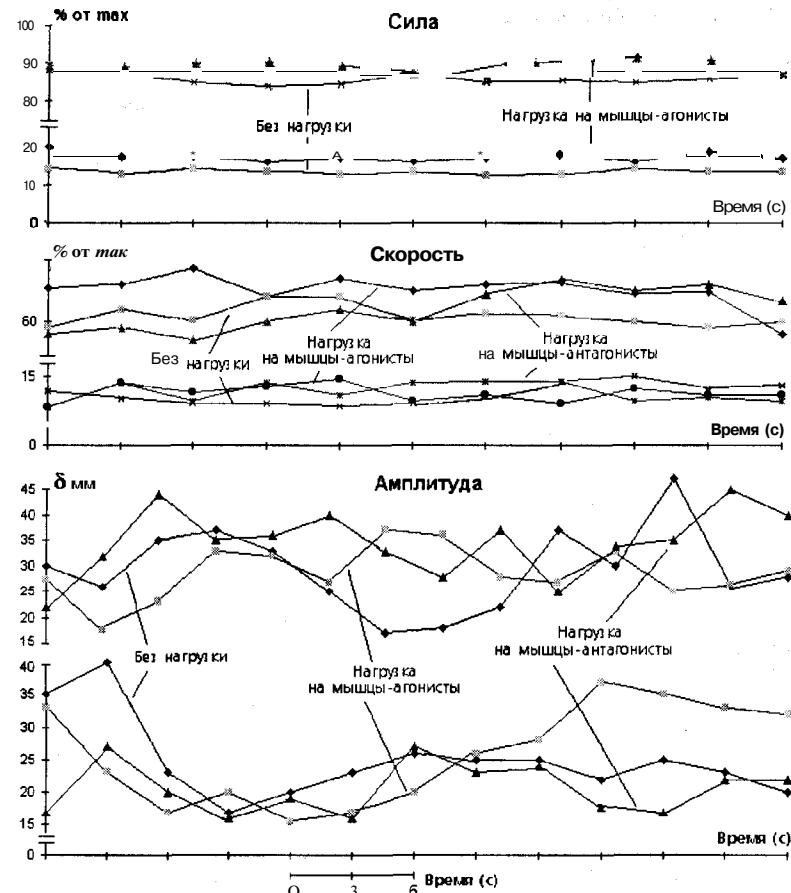 % от max
Сила
100
90
80
Без нагрузки
Нагрузка на мышцы-агонисты
20
10
0
Время (с)
% от так
Скорость
60
Без нагрузки
Нагрузка
на мышцы-агонисты
Нагрузка
на мышцы-антагонисты
15
0
Время (с)
δ мм
Амплитуда
45
40
35
30
25
20
15
Без нагрузки
Нагрузка
на мышцы-агонисты
Нагрузка
на мышцы-антагонисты
40
35
30
25
20
15
0
Время (с)
0 3 6 Время (с)